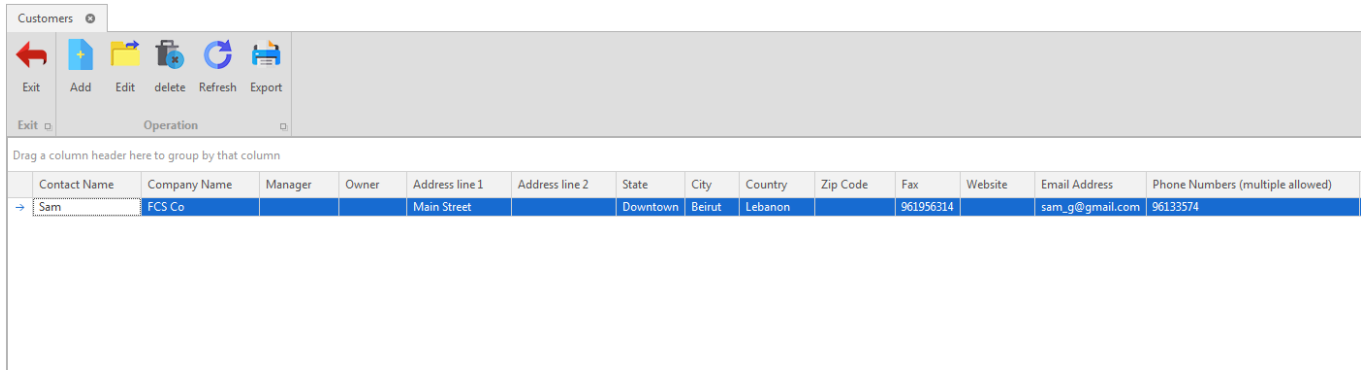 Customers
Exit Add Edit delete Refresh Export
Exit Operation
Drag a column header here to group by that column
Contact Name Company Name Manager Owner Address line 1 Address line 2 State City Country Zip Code Fax Website Email Address Phone Numbers (multiple allowed)
Sam FCS Co Main Street Downtown Beirut Lebanon 961956314 sam_g@gmail.com 96133574